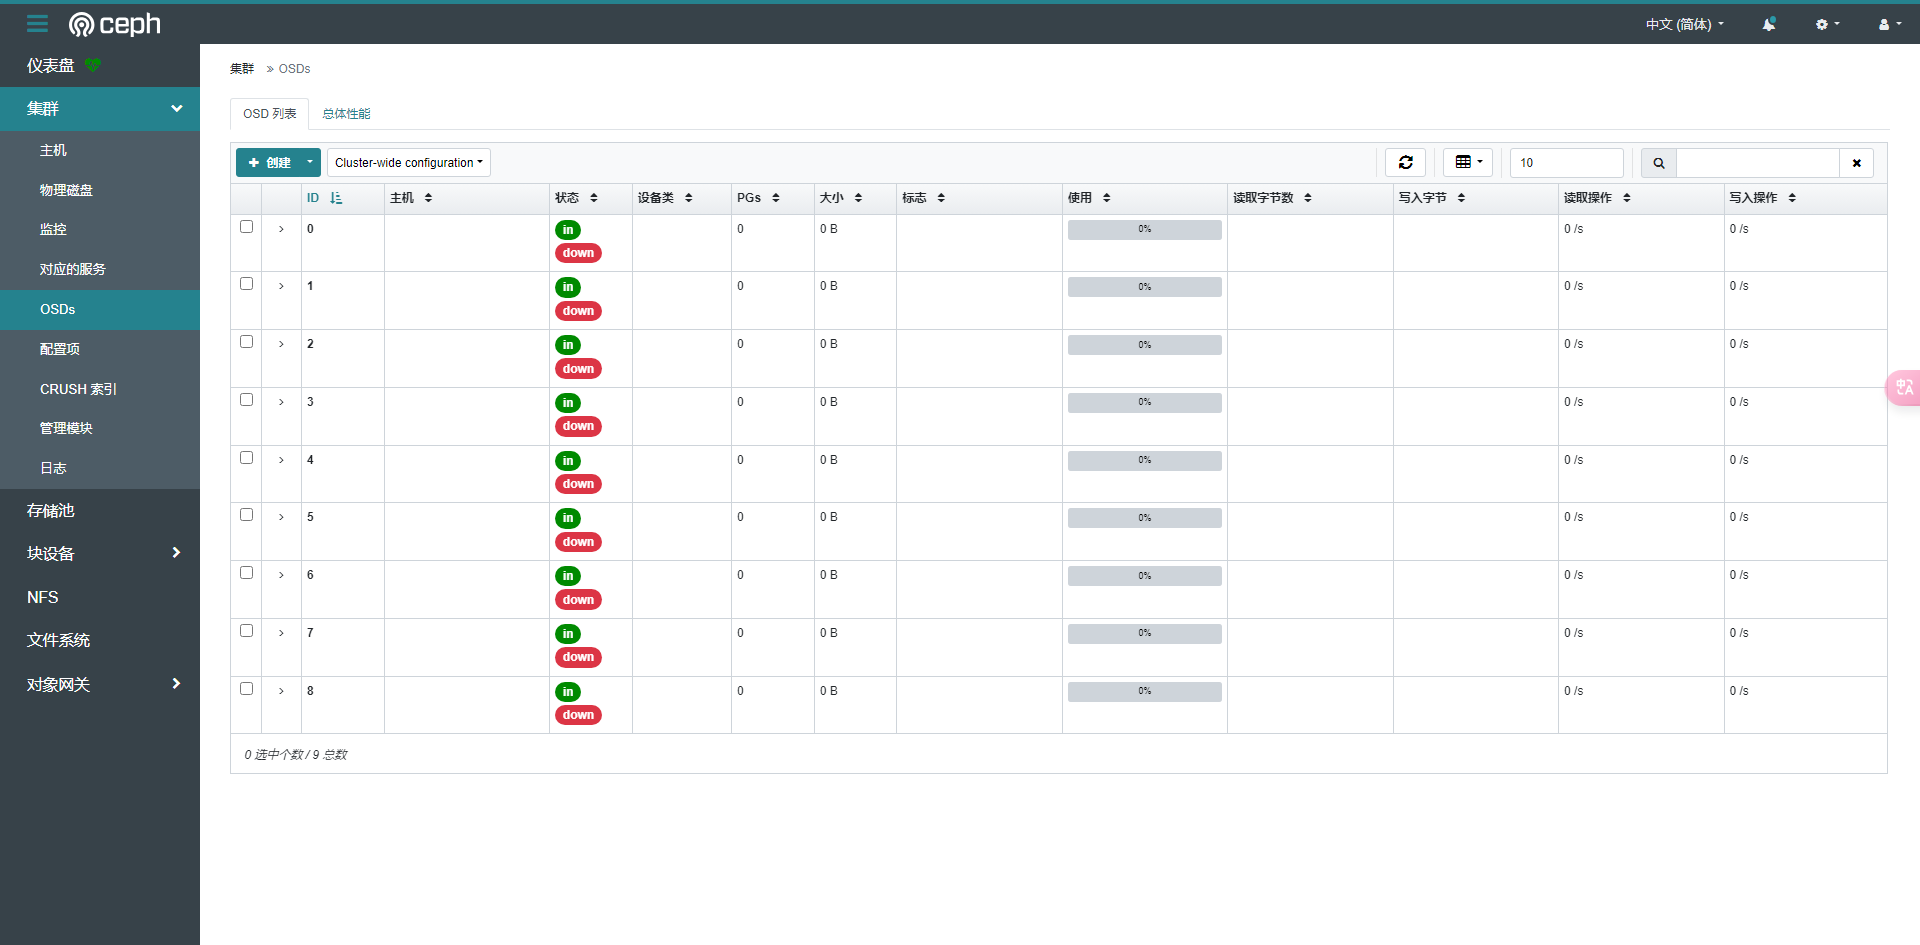 ceph
中文 (简体)
仪表盘
集群
主机
物理磁盘
监控
对应的服务
OSDs
配置项
CRUSH 索引
管理模块
日志
存储池
块设备
NFS
文件系统
对象网关
集群 » OSDs
OSD 列表 总体性能
+ 创建 Cluster-wide configuration 10
ID 主机 状态 设备类 PGs 大小 标志 使用 读取字节数 写入字节 读取操作 写入操作
0 in 0 0 B 0% 0 /s 0 /s
down
1 in 0 0 B 0% 0 /s 0 /s
down
2 in 0 0 B 0% 0 /s 0 /s
down
3 in 0 0 B 0% 0 /s 0 /s
down
4 in 0 0 B 0% 0 /s 0 /s
down
5 in 0 0 B 0% 0 /s 0 /s
down
6 in 0 0 B 0% 0 /s 0 /s
down
7 in 0 0 B 0% 0 /s 0 /s
down
8 in 0 0 B 0% 0 /s 0 /s
down
0 选中个数 / 9 总数
中A